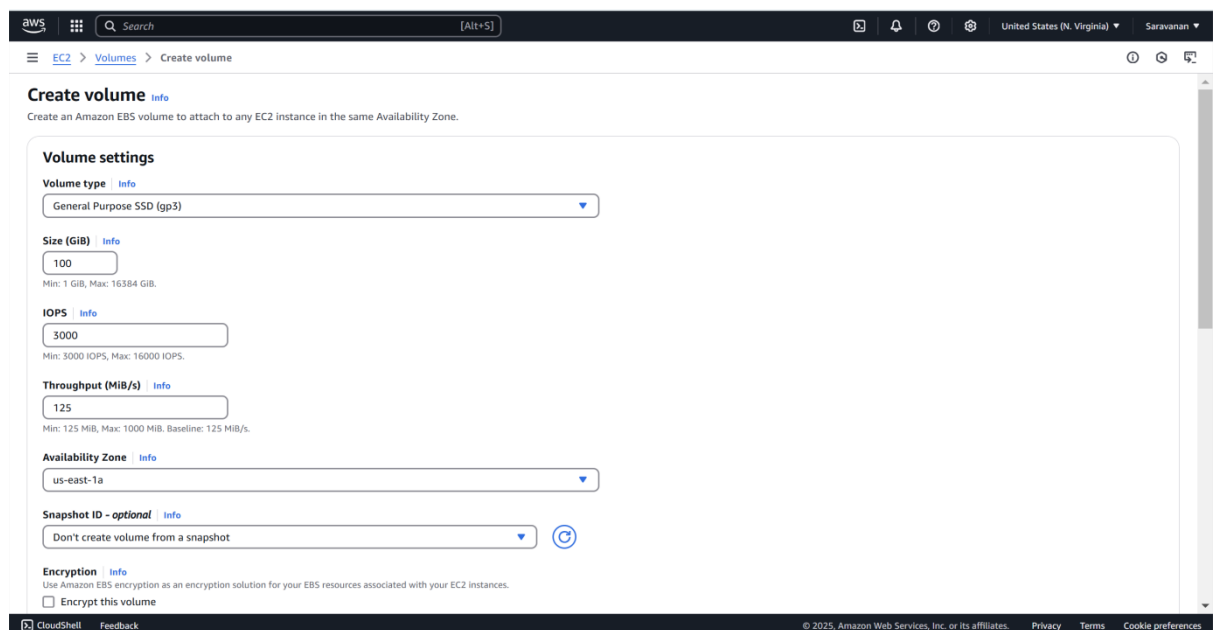 aws Search [Alt+S] United States (N. Virginia) ▼ Saravanan ▼
EC2 > Volumes > Create volume
Create volume Info
Create an Amazon EBS volume to attach to any EC2 instance in the same Availability Zone.
Volume settings
Volume type Info
General Purpose SSD (gp3)
Size (GiB) Info
100
Min: 1 GiB, Max: 16384 GiB.
IOPS Info
3000
Min: 3000 IOPS, Max: 16000 IOPS.
Throughput (MiB/s) Info
125
Min: 125 MiB, Max: 1000 MiB. Baseline: 125 MiB/s.
Availability Zone Info
us-east-1a
Snapshot ID - optional Info
Don't create volume from a snapshot
Encryption Info
Use Amazon EBS encryption as an encryption solution for your EBS resources associated with your EC2 instances.
Encrypt this volume
CloudShell Feedback © 2025, Amazon Web Services, Inc. or its affiliates. Privacy Terms Cookie preferences